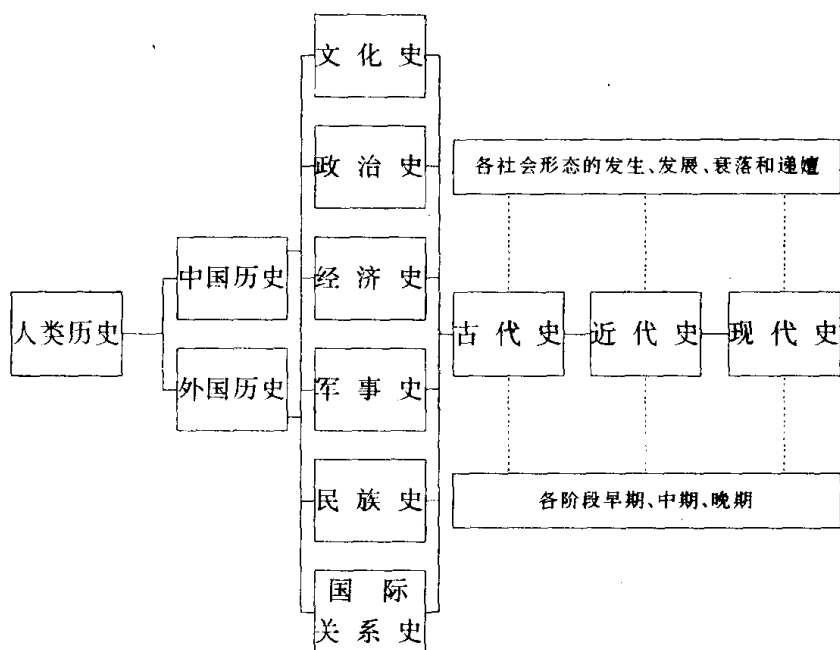 文化史
政治史
各社会形态的发生、发展、衰落和递嬗
中国历史
经济史
人类历史
古代史
近代史
现代史
外国历史
军事史
民族史
各阶段早期、中期、晚期
国际
关系史